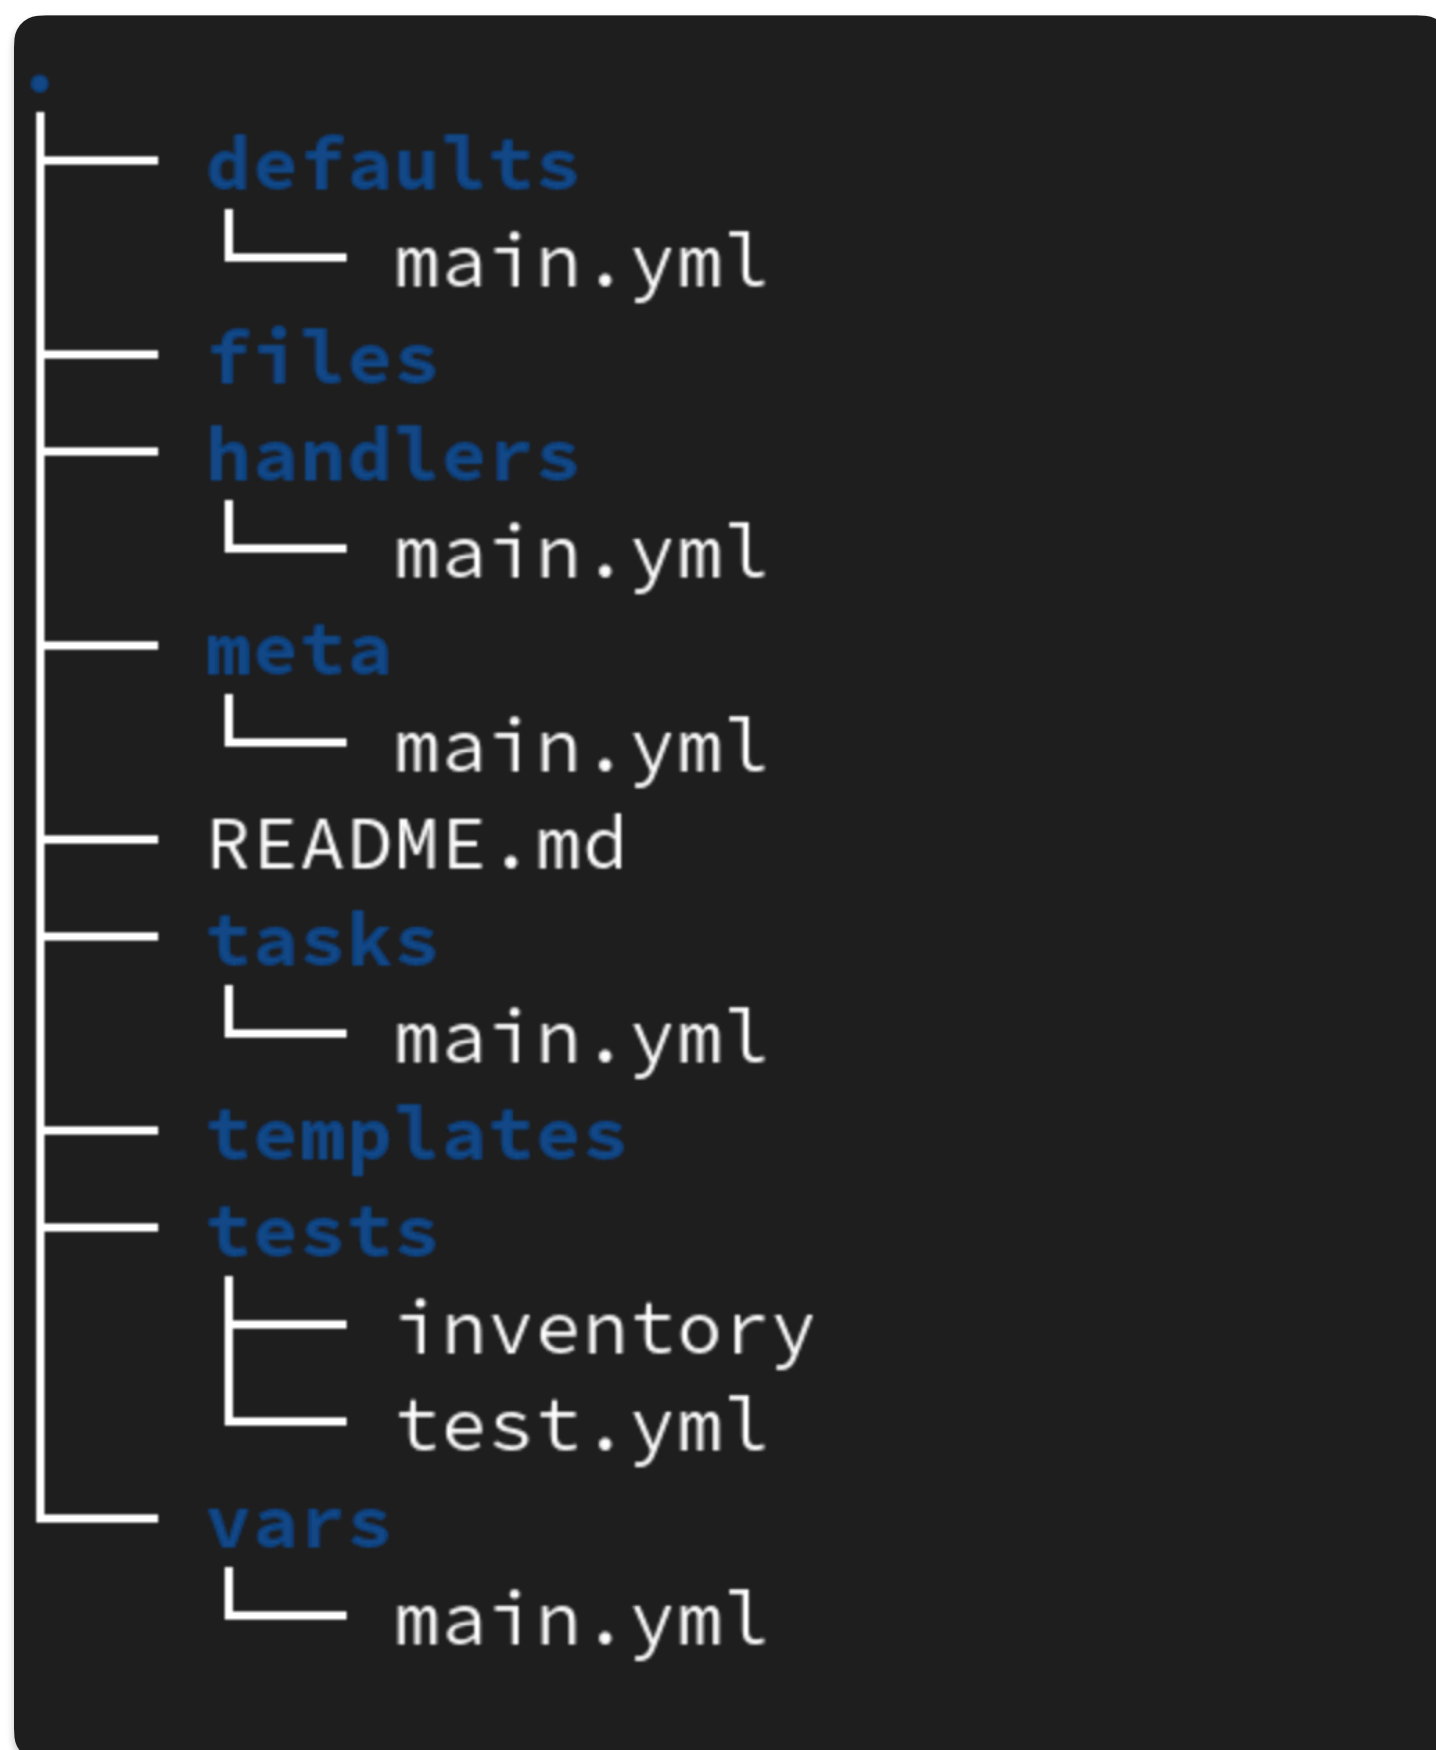 .
├── defaults
│   └── main.yml
├── files
├── handlers
│   └── main.yml
├── meta
│   └── main.yml
├── README.md
├── tasks
│   └── main.yml
├── templates
├── tests
│   ├── inventory
│   └── test.yml
└── vars
    └── main.yml